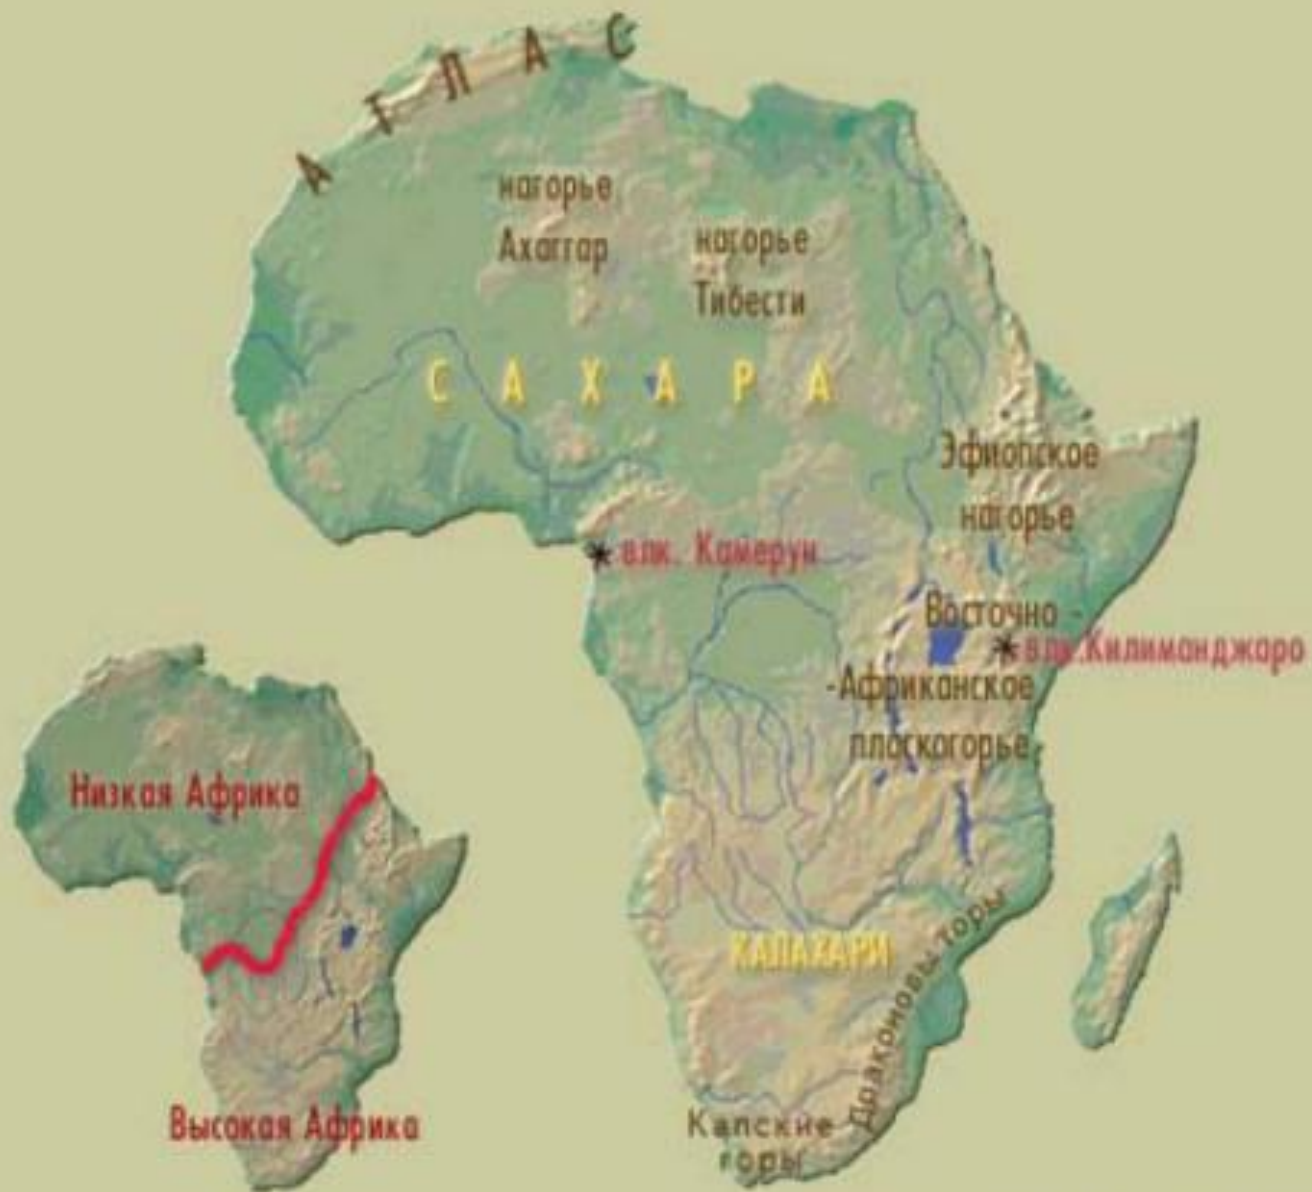 АТЛАС
нагорье
Ахаггар
нагорье
Тибести
САХАРА
Эфиопское
нагорье
влк. Камерун
Восточно -
влк.Килиманджаро
-Африканское
плоскогорье
Низкая Африка
КАЛАХАРИ
Драконовы горы
Высокая Африка
Капские
горы